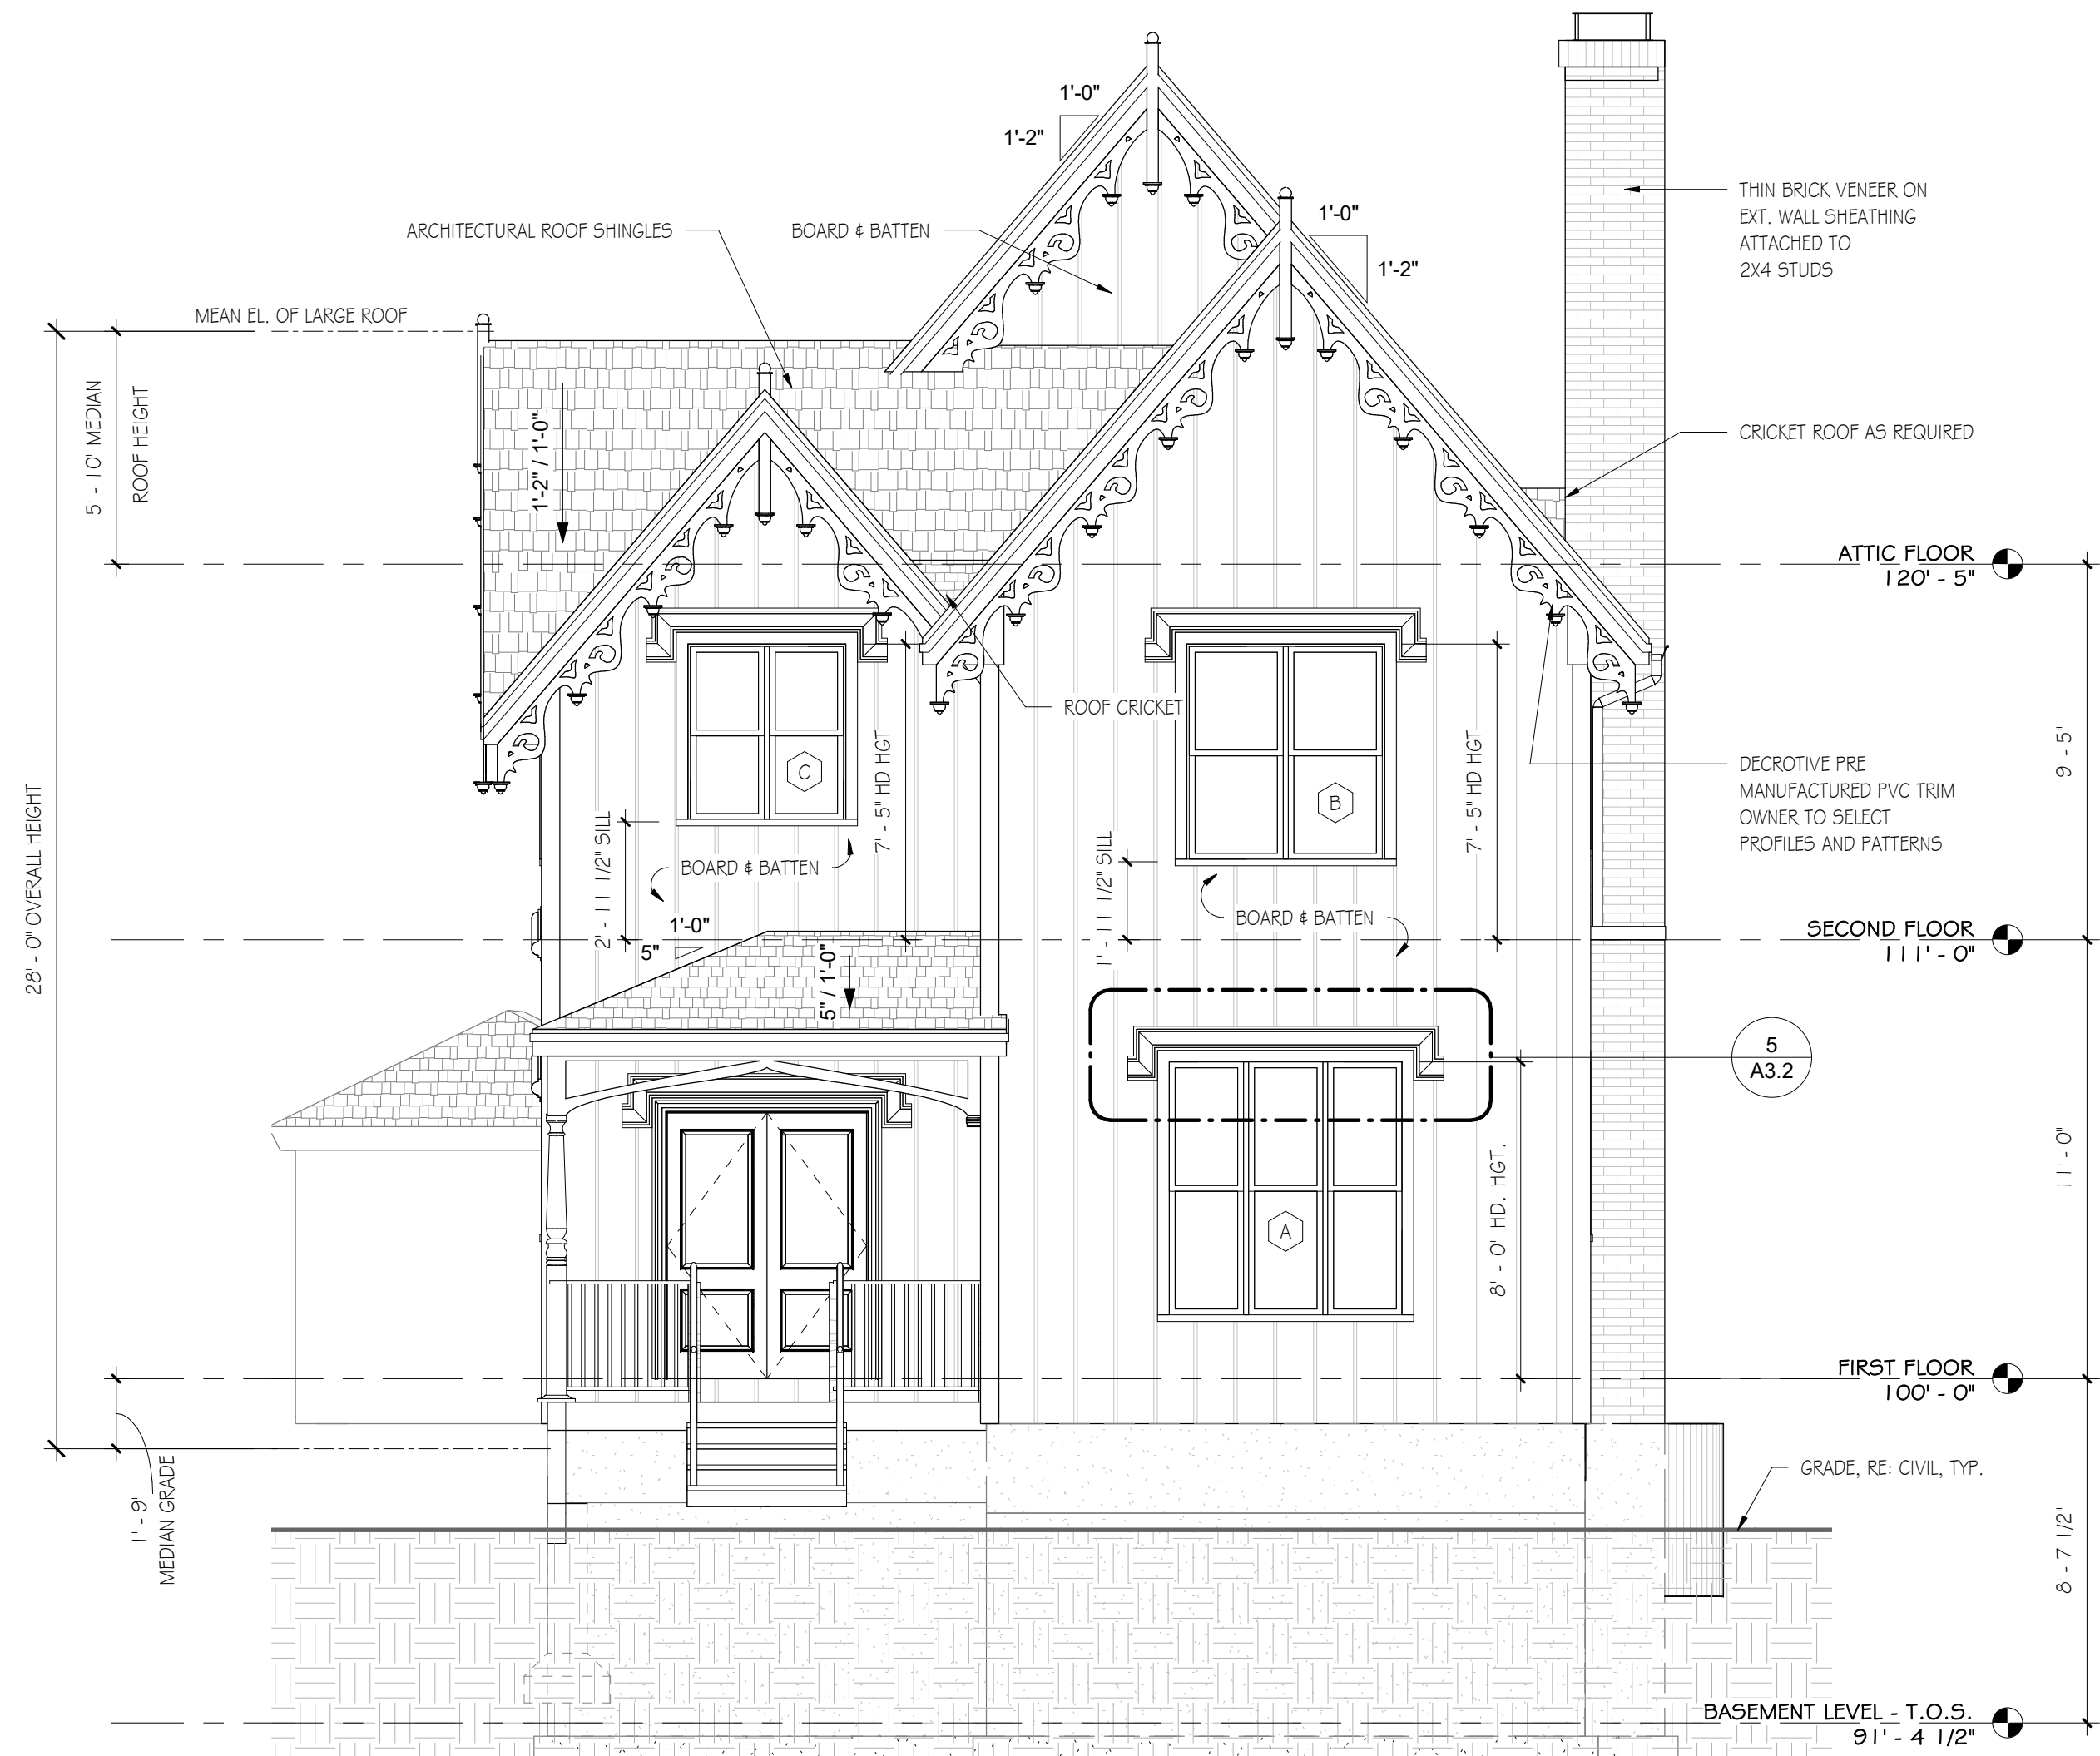 1'-0"
1'-2"
THIN BRICK VENEER ON
EXT. WALL SHEATHING
ATTACHED TO
2X4 STUDS
ARCHITECTURAL ROOF SHINGLES
BOARD & BATTEN
1'-0"
1'-2"
MEAN EL. OF LARGE ROOF
5' - 10" MEDIAN
ROOF HEIGHT
1'-2" / 1'-0"
CRICKET ROOF AS REQUIRED
ATTIC FLOOR
120' - 5"
ROOF CRICKET
C
B
7' - 5" HD HGT
7' - 5" HD HGT
9' - 5"
DECROTIVE PRE
MANUFACTURED PVC TRIM
OWNER TO SELECT
PROFILES AND PATTERNS
28' - 0" OVERALL HEIGHT
2' - 11 1/2" SILL
BOARD & BATTEN
1' - 11 1/2" SILL
BOARD & BATTEN
1'-0"
5"
5" / 1'-0"
SECOND FLOOR
111' - 0"
5
A3.2
11' - 0"
8' - 0" HD. HGT.
A
FIRST FLOOR
100' - 0"
1' - 9"
MEDIAN GRADE
GRADE, RE: CIVIL, TYP.
8' - 7 1/2"
BASEMENT LEVEL - T.O.S.
91' - 4 1/2"